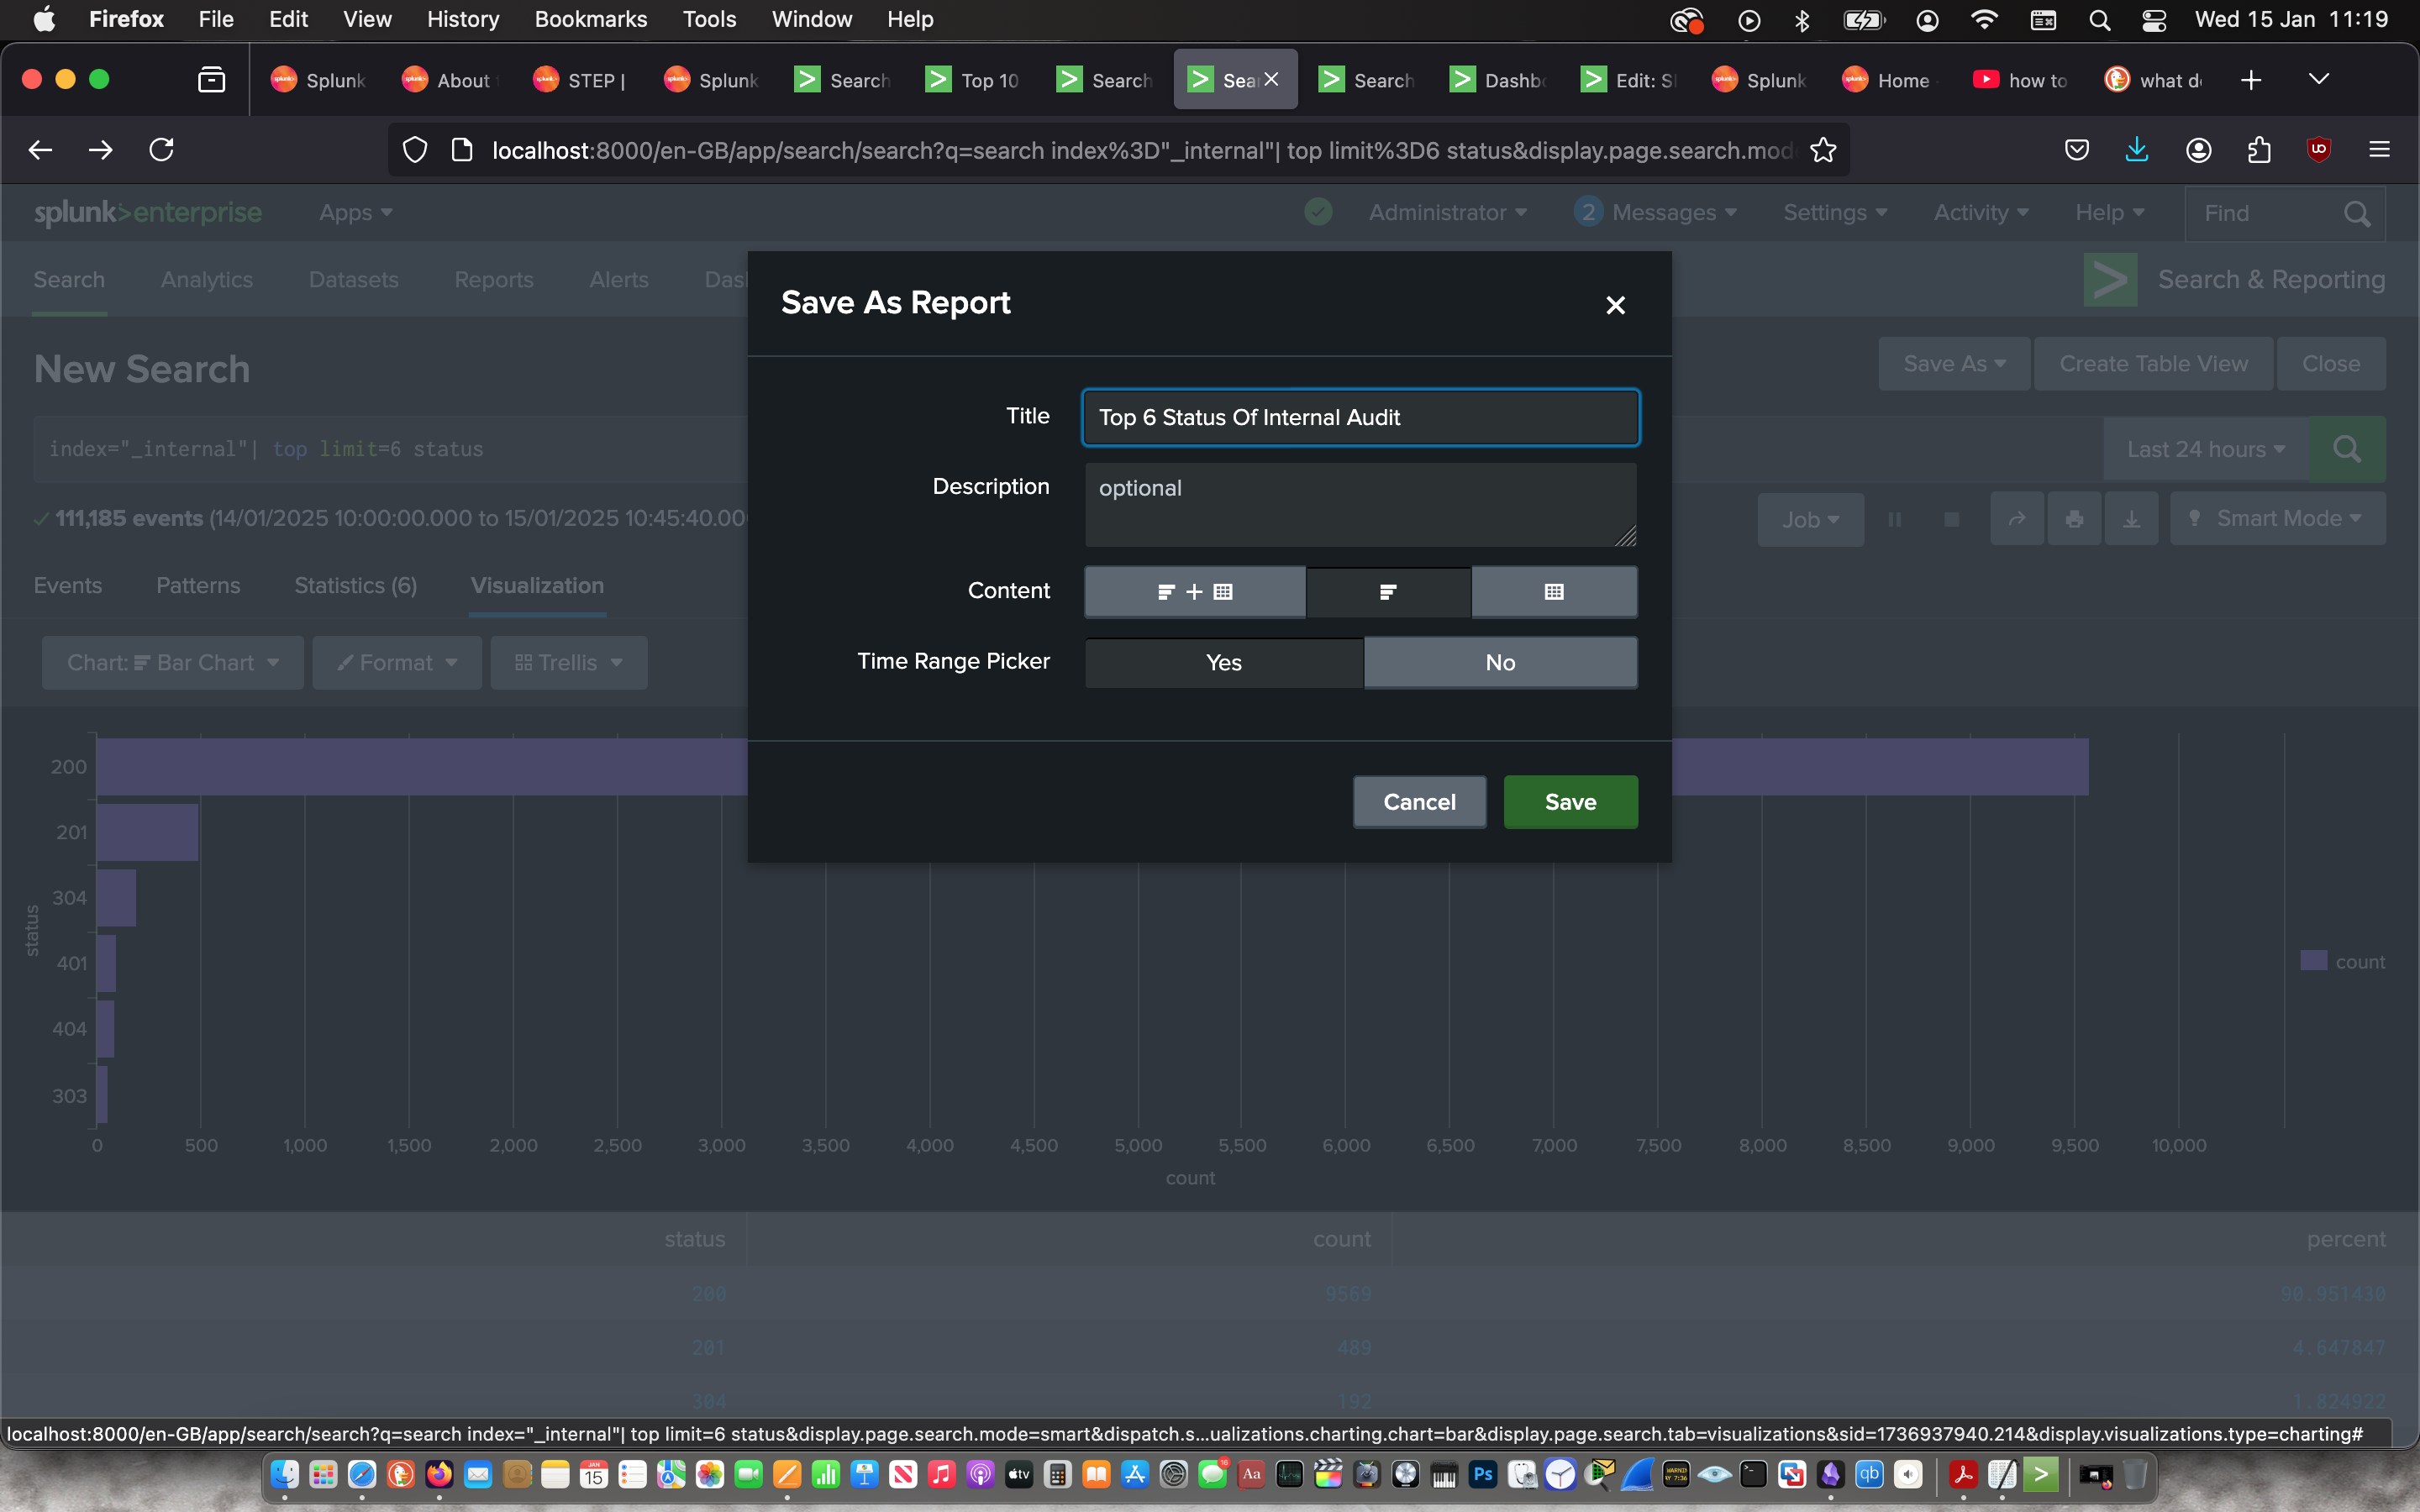 Firefox File Edit View History Bookmarks Tools Window Help Wed 15 Jan 11:19
Splunk About STEP | Splunk Search Top 10 Search Sea Search Dashb Edit: S Splunk Home how to what d
localhost:8000/en-GB/app/search/search?q=search index%3D"_internal"| top limit%3D6 status&display.page.search.mod
splunk>enterprise Apps Administrator 2 Messages Settings Activity Help Find
Search Analytics Datasets Reports Alerts Das Search & Reporting
Save As Report
New Search Save As Create Table View Close
Title Top 6 Status Of Internal Audit
index="_internal"| top limit=6 status Last 24 hours
Description optional
111,185 events (14/01/2025 10:00:00.000 to 15/01/2025 10:45:40.00 Job Smart Mode
Events Patterns Statistics (6) Visualization
Content
Chart: Bar Chart Format Trellis
Time Range Picker Yes No
Cancel Save
200
201
304
401
404
303
status
count
0 500 1,000 1,500 2,000 2,500 3,000 3,500 4,000 4,500 5,000 5,500 6,000 6,500 7,000 7,500 8,000 8,500 9,000 9,500 10,000
count
status count percent
200 9569 90.951430
201 489 4.647847
304 192 1.824922
localhost:8000/en-GB/app/search/search?q=search index="_internal"| top limit=6 status&display.page.search.mode=smart&dispatch.s...ualizations.charting.chart=bar&display.page.search.tab=visualizations&sid=1736937940.214&display.visualizations.type=charting#
JAN
15
tv
16
Aa
Ps
qb